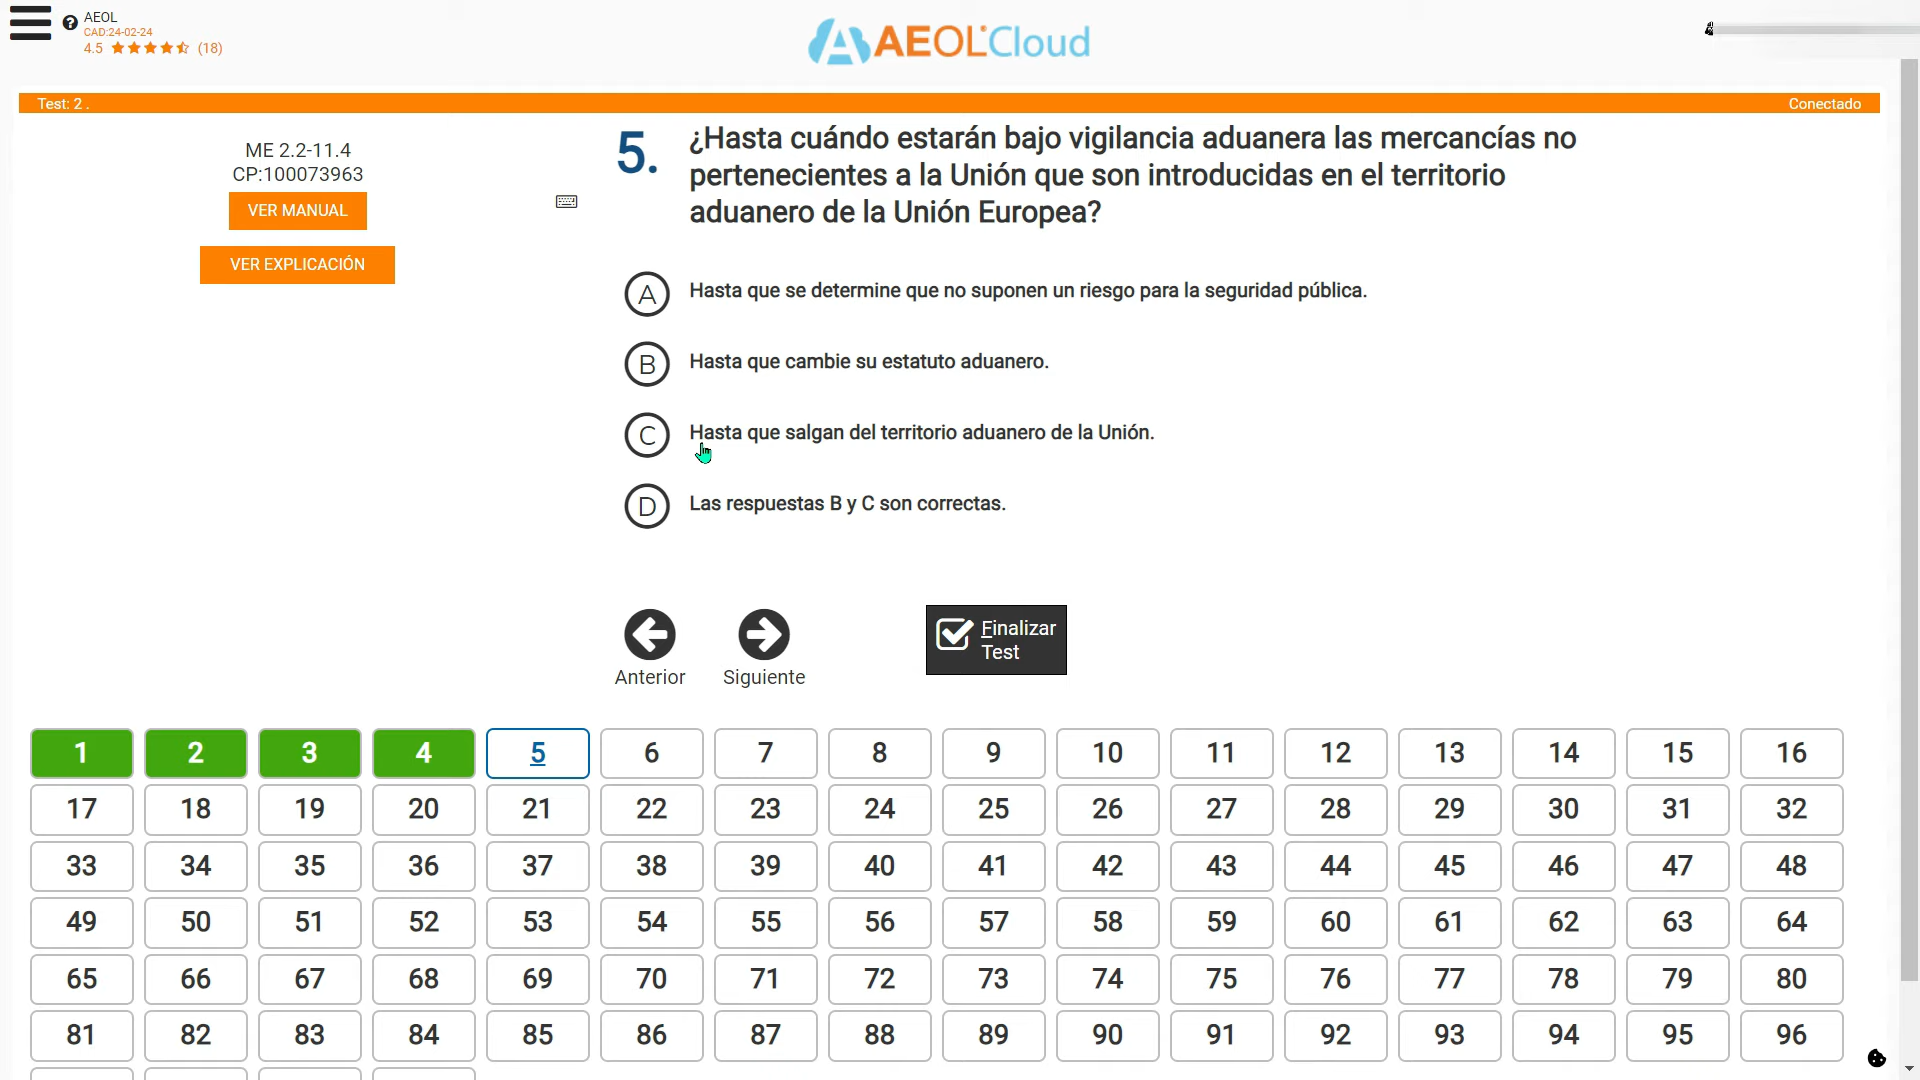 AEOL
CAD:24-02-24
4.5 (18)
AEOL Cloud
Test: 2 .
Conectado
ME 2.2-11.4
CP:100073963
VER MANUAL
VER EXPLICACIÓN
5.
¿Hasta cuándo estarán bajo vigilancia aduanera las mercancías no
pertenecientes a la Unión que son introducidas en el territorio
aduanero de la Unión Europea?
A Hasta que se determine que no suponen un riesgo para la seguridad pública.
B Hasta que cambie su estatuto aduanero.
C Hasta que salgan del territorio aduanero de la Unión.
D Las respuestas B y C son correctas.
Anterior
Siguiente
Finalizar
Test
1 2 3 4 5 6 7 8 9 10 11 12 13 14 15 16
17 18 19 20 21 22 23 24 25 26 27 28 29 30 31 32
33 34 35 36 37 38 39 40 41 42 43 44 45 46 47 48
49 50 51 52 53 54 55 56 57 58 59 60 61 62 63 64
65 66 67 68 69 70 71 72 73 74 75 76 77 78 79 80
81 82 83 84 85 86 87 88 89 90 91 92 93 94 95 96